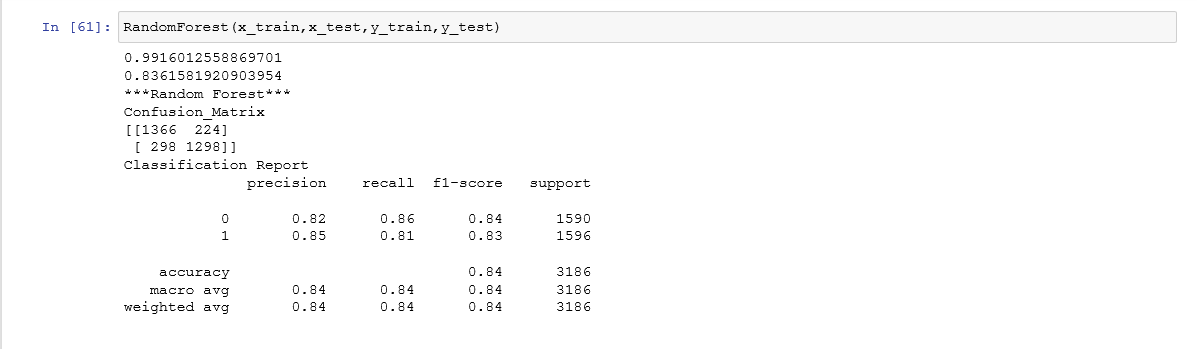 In [61]: RandomForest(x_train,x_test,y_train,y_test)
0.9916012558869701
0.8361581920903954
***Random Forest***
Confusion_Matrix
[[1366  224]
 [ 298 1298]]
Classification Report
              precision    recall  f1-score   support

           0       0.82      0.86      0.84      1590
           1       0.85      0.81      0.83      1596

    accuracy                           0.84      3186
   macro avg       0.84      0.84      0.84      3186
weighted avg       0.84      0.84      0.84      3186